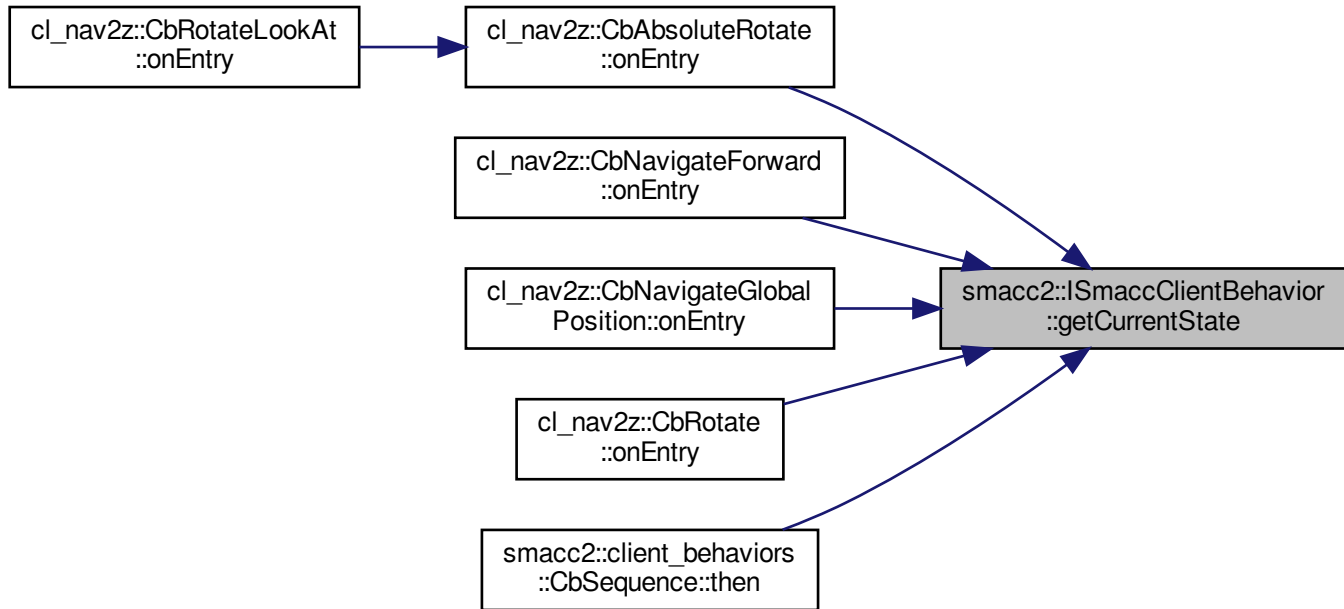 cl_nav2z::CbRotateLookAt
::onEntry
cl_nav2z::CbAbsoluteRotate
::onEntry
cl_nav2z::CbNavigateForward
::onEntry
cl_nav2z::CbNavigateGlobal
Position::onEntry
smacc2::ISmaccClientBehavior
::getCurrentState
cl_nav2z::CbRotate
::onEntry
smacc2::client_behaviors
::CbSequence::then